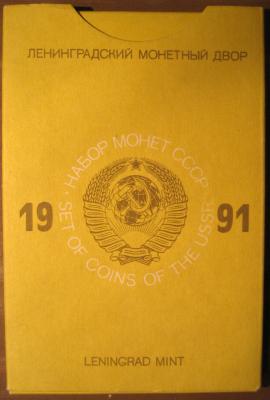 ЛЕНИНГРАДСКИЙ МОНЕТНЫЙ ДВОР
· НАБОР МОНЕТ СССР ·
19 91
SET OF COINS OF THE USSR
LENINGRAD MINT